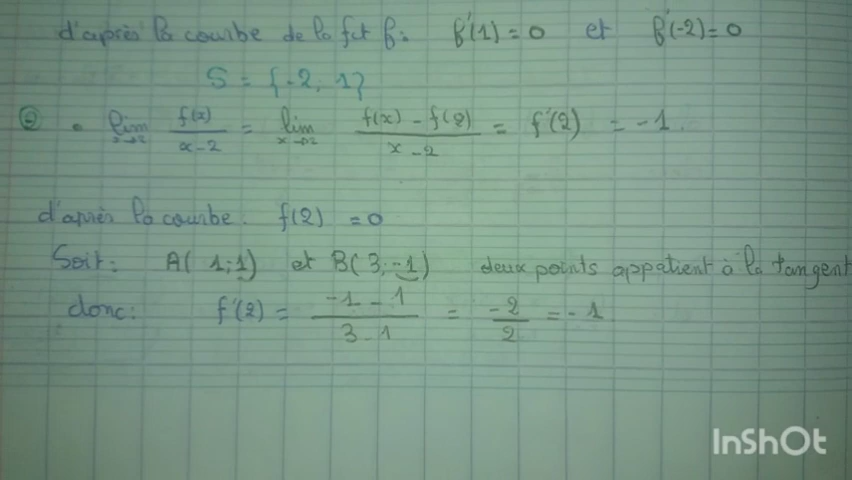 d'après la courbe de la fct f: f'(1) = 0 et f'(-2) = 0
S = {-2, 1}
② • lim x→2 f(x)/(x-2) = lim x→2 (f(x) - f(2))/(x-2) = f'(2) = -1.
d'après la courbe. f(2) = 0
Soit: A(1;1) et B(3;-1) deux points appatient à la tangent
donc: f'(2) = (-1-1)/(3-1) = -2/2 = -1
InShOt